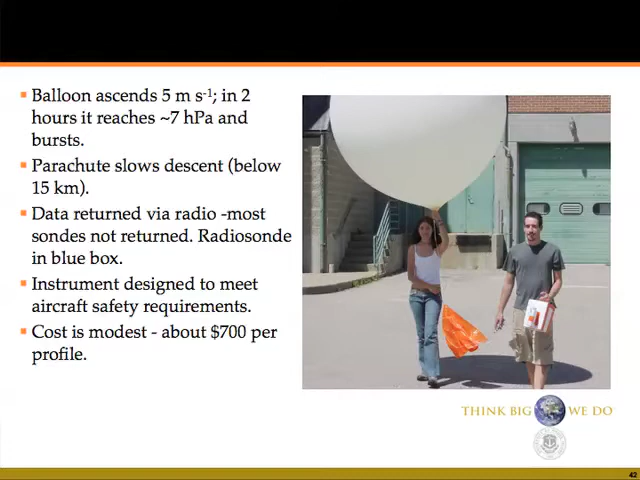 Balloon ascends 5 m s⁻¹; in 2
hours it reaches ~7 hPa and
bursts.
Parachute slows descent (below
15 km).
Data returned via radio -most
sondes not returned. Radiosonde
in blue box.
Instrument designed to meet
aircraft safety requirements.
Cost is modest - about $700 per
profile.
THINK BIG WE DO
42